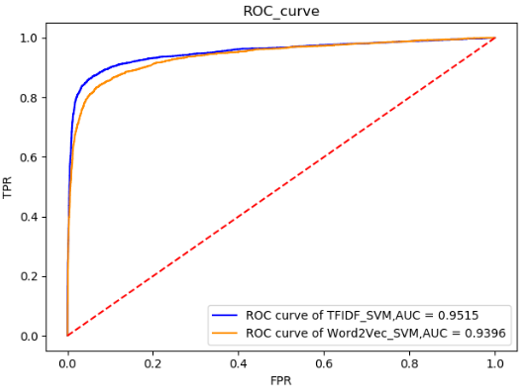 ROC_curve
1.0
0.8
0.6
0.4
0.2
0.0
TPR
ROC curve of TFIDF_SVM,AUC = 0.9515
ROC curve of Word2Vec_SVM,AUC = 0.9396
0.0 0.2 0.4 0.6 0.8 1.0
FPR